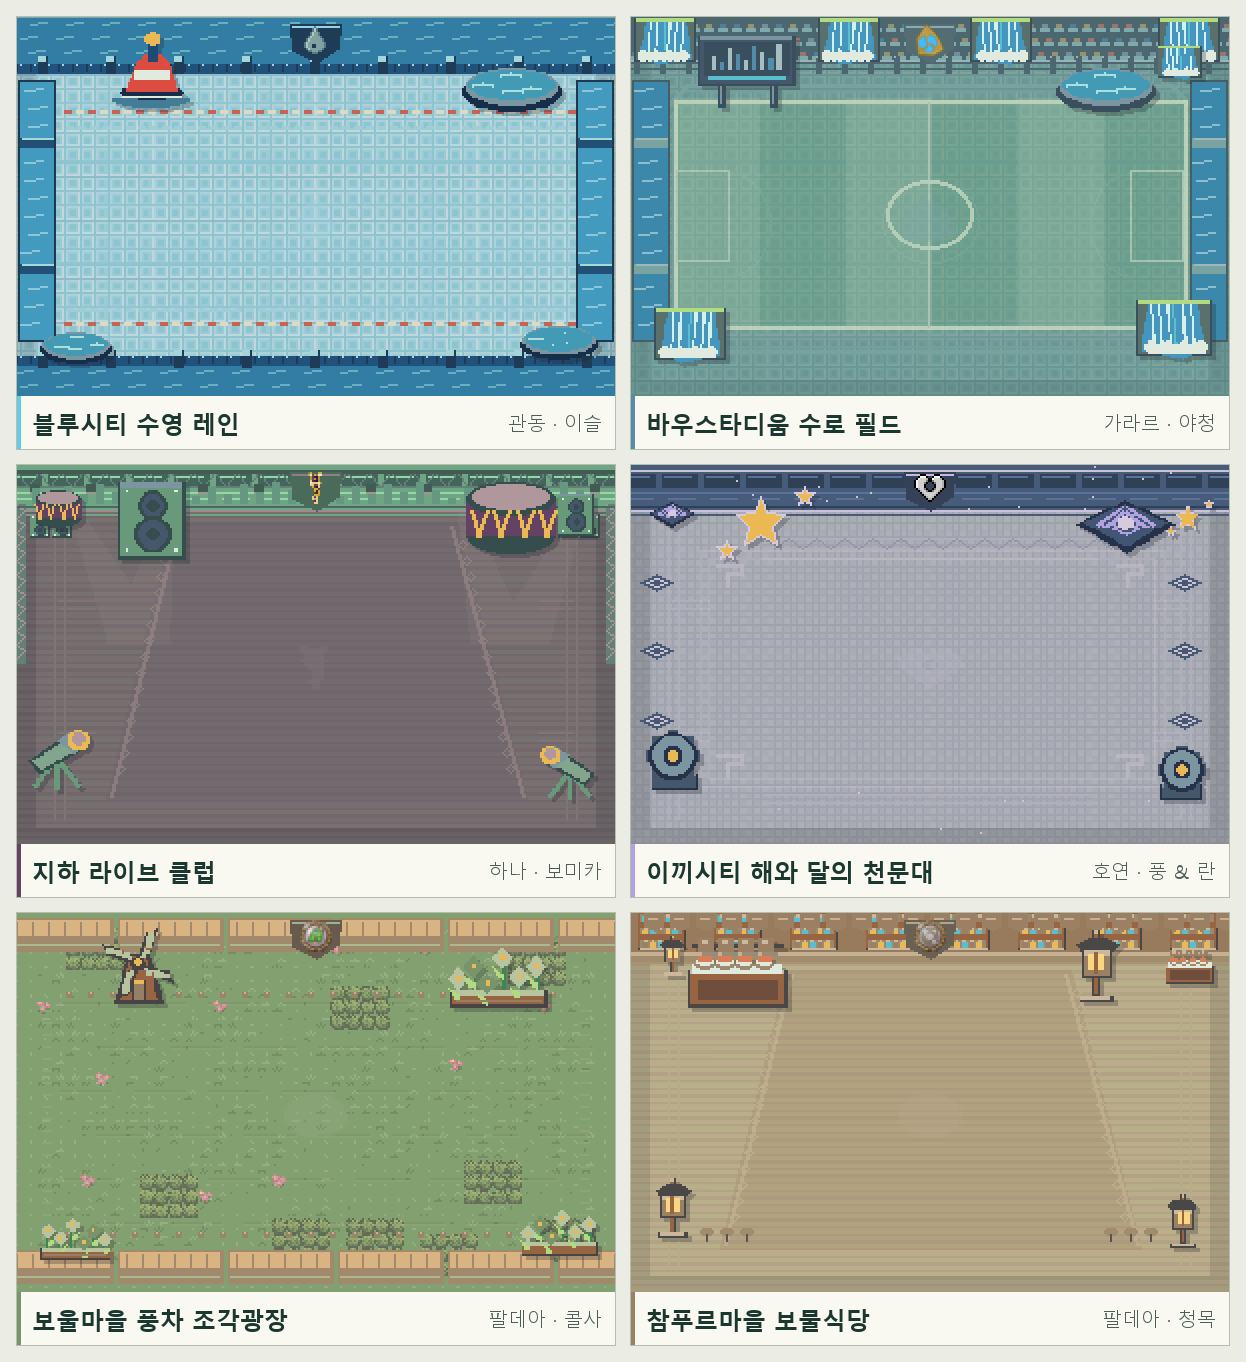 블루시티 수영 레인
관동 · 이슬
바우스타디움 수로 필드
가라르 · 야청
지하 라이브 클럽
하나 · 보미카
이끼시티 해와 달의 천문대
호연 · 풍 & 란
보울마을 풍차 조각광장
팔데아 · 콜사
참푸르마을 보물식당
팔데아 · 청목